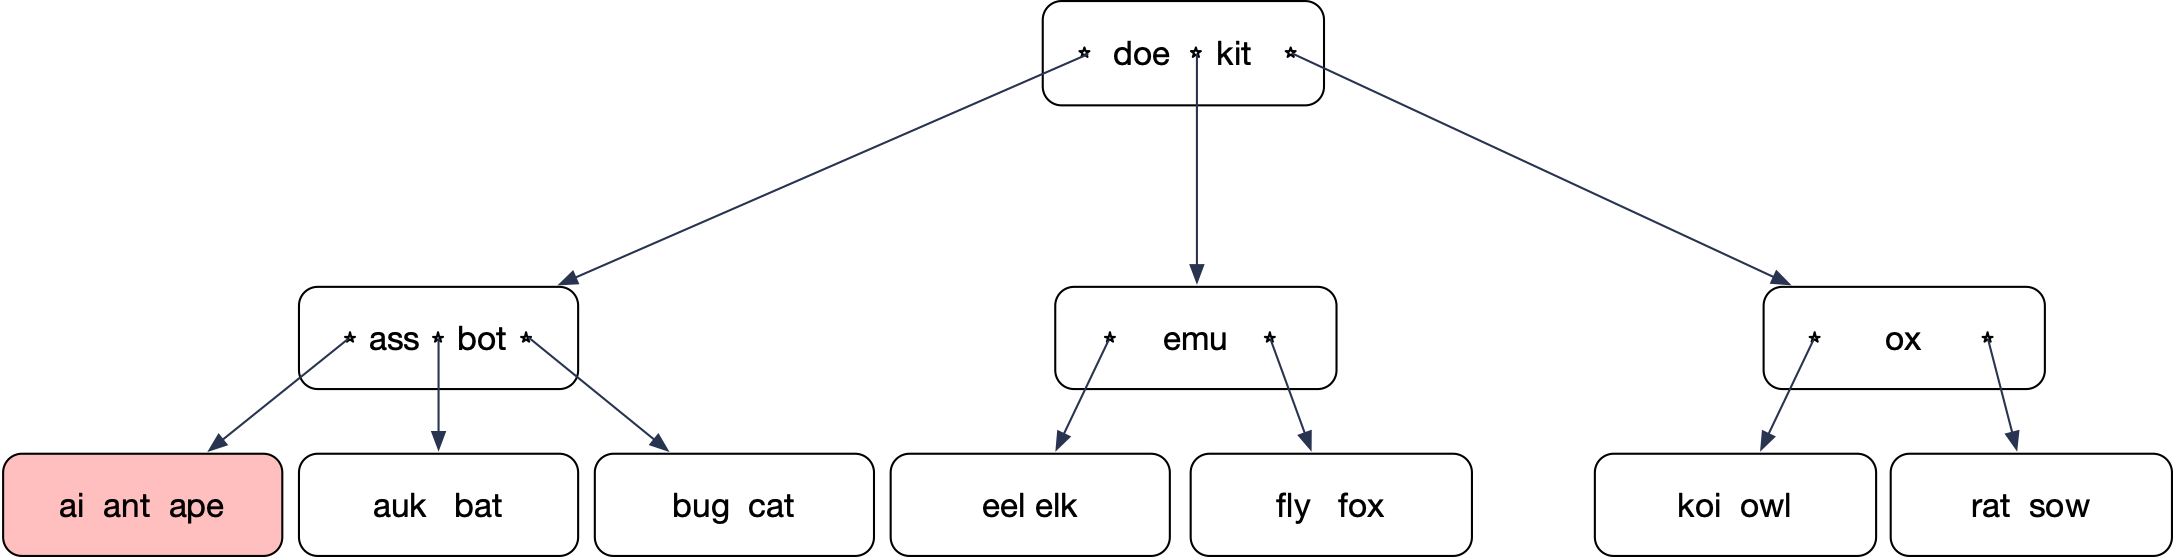 doe kit
ass bot
emu
ox
ai ant ape
auk bat
bug cat
eel elk
fly fox
koi owl
rat sow